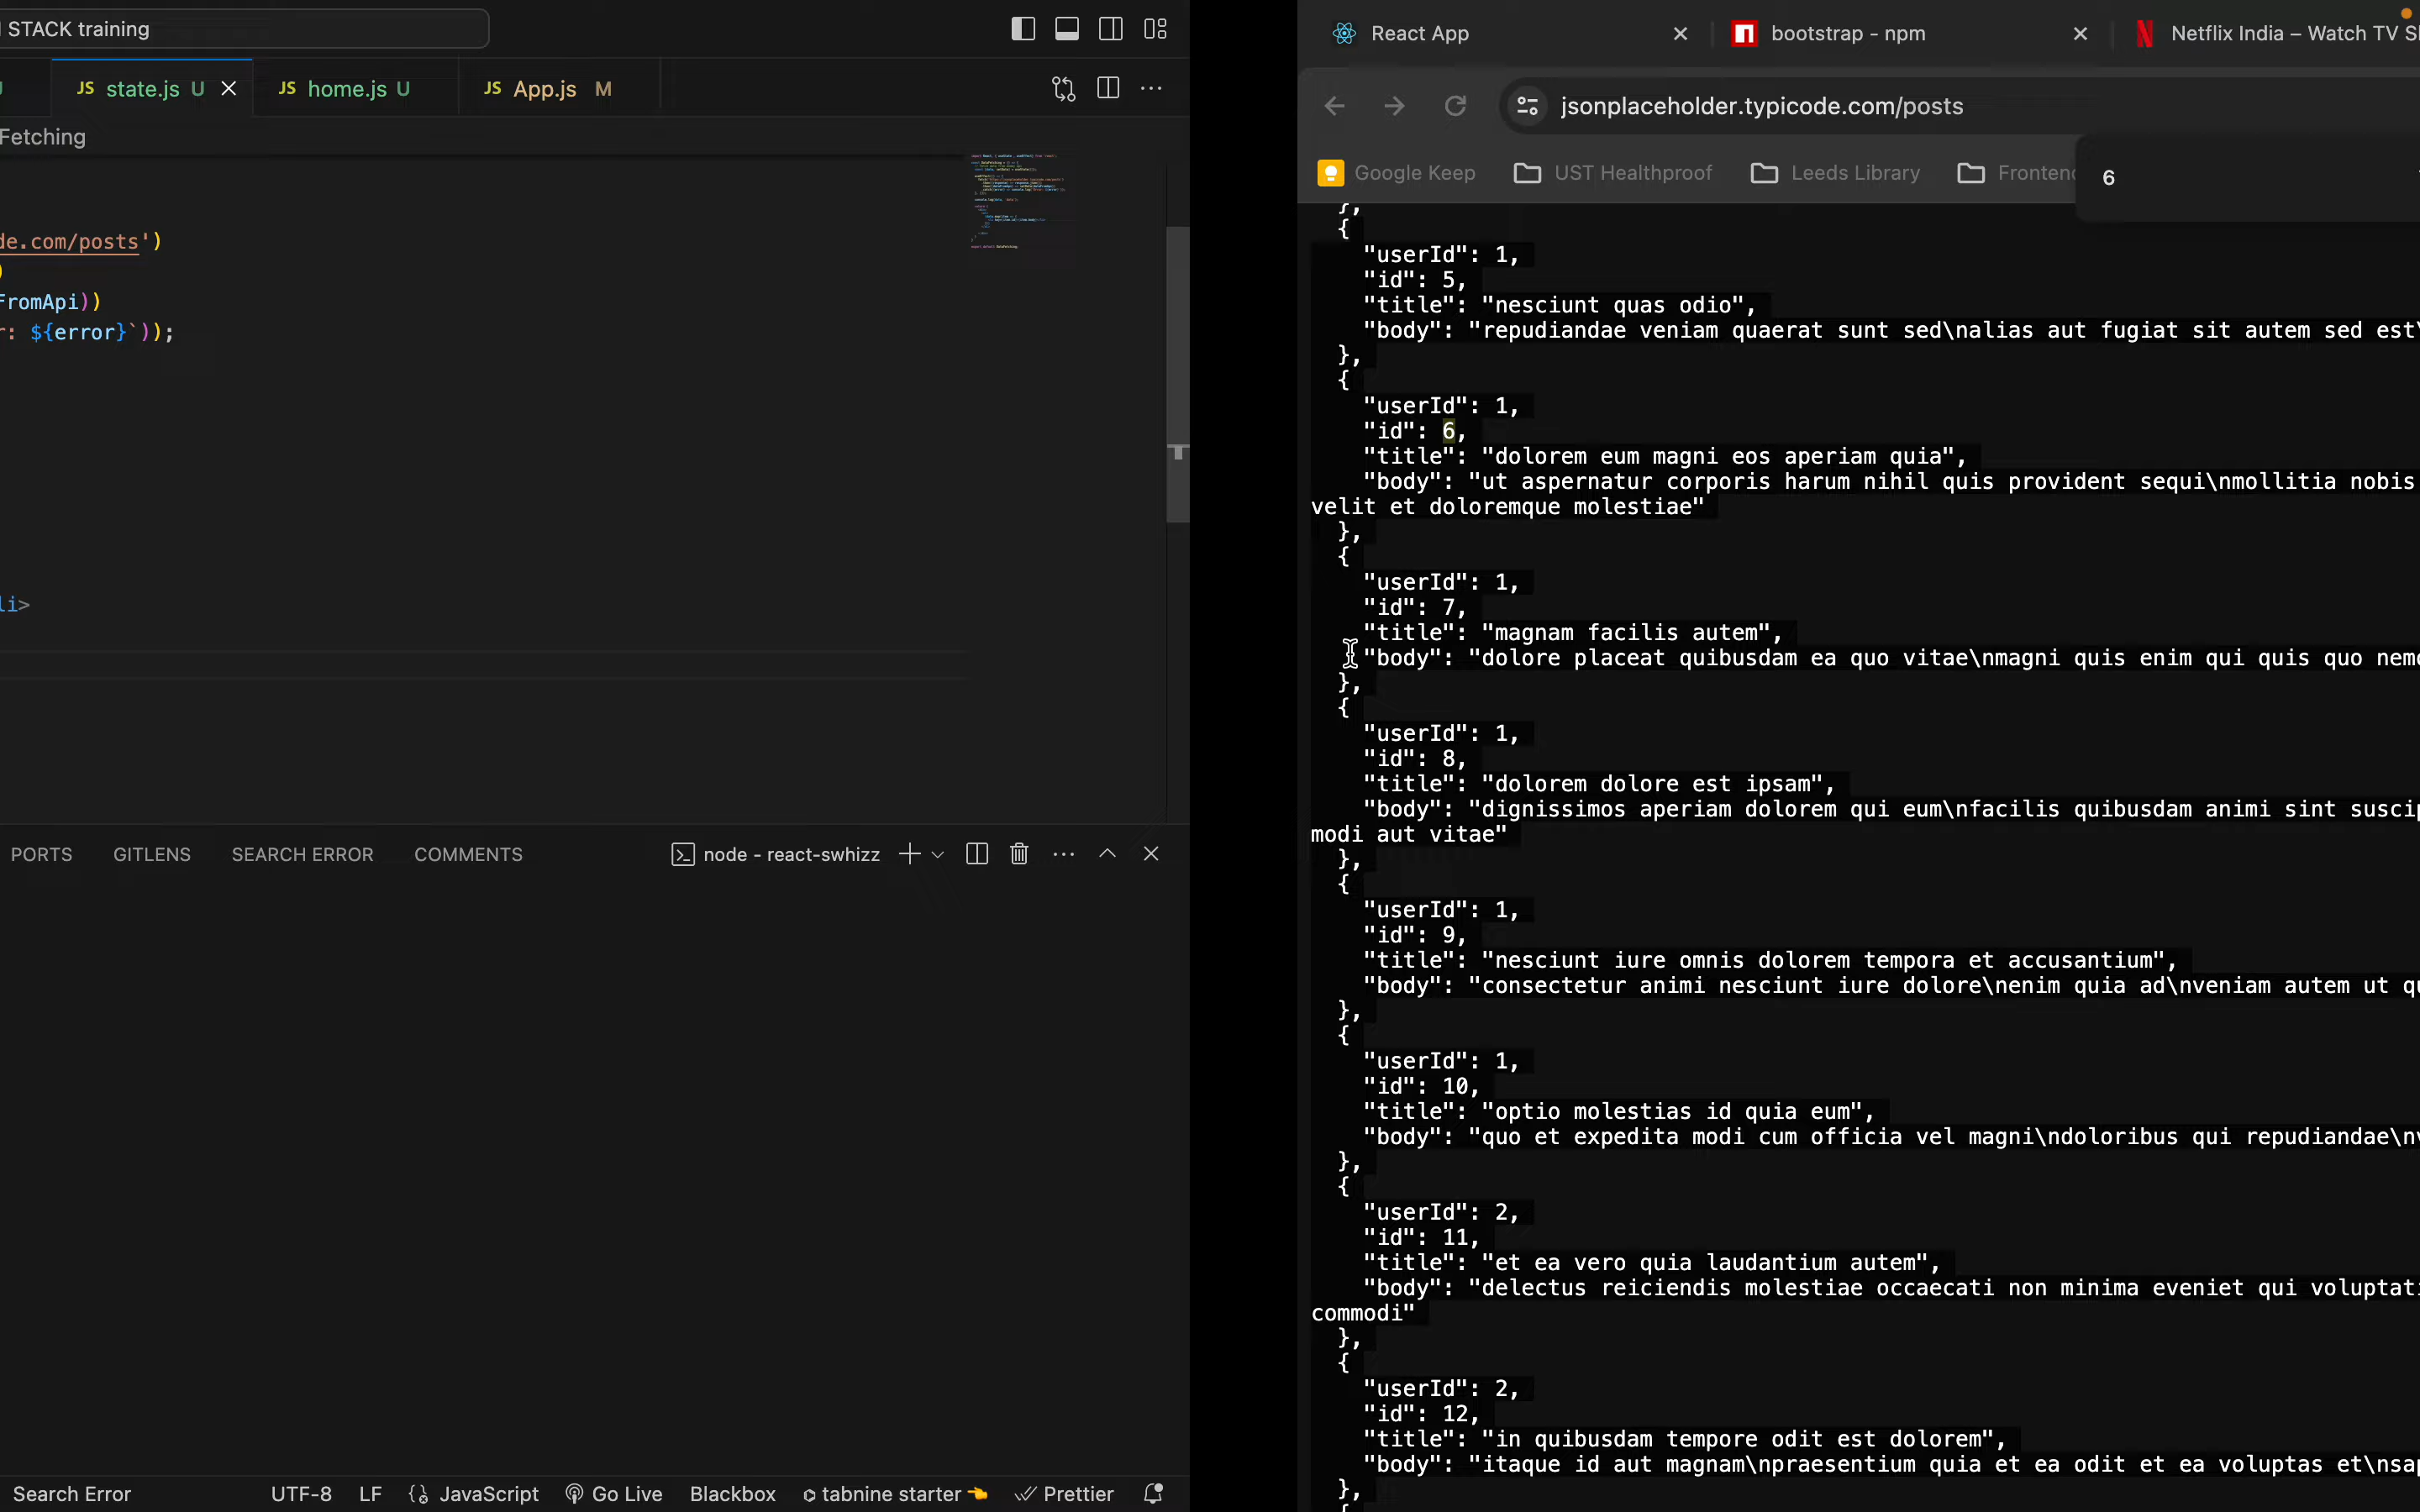 STACK training
JS state.js U
JS home.js U
JS App.js M
Fetching
de.com/posts')
)
FromApi))
r: ${error}`));
li>
PORTS
GITLENS
SEARCH ERROR
COMMENTS
node - react-swhizz
Search Error
UTF-8
LF
JavaScript
Go Live
Blackbox
tabnine starter
Prettier
React App
bootstrap - npm
Netflix India – Watch TV S
jsonplaceholder.typicode.com/posts
Google Keep
UST Healthproof
Leeds Library
Fronten
6
},
{
"userId": 1,
"id": 5,
"title": "nesciunt quas odio",
"body": "repudiandae veniam quaerat sunt sed\nalias aut fugiat sit autem sed est\
},
{
"userId": 1,
"id": 6,
"title": "dolorem eum magni eos aperiam quia",
"body": "ut aspernatur corporis harum nihil quis provident sequi\nmollitia nobis
velit et doloremque molestiae"
},
{
"userId": 1,
"id": 7,
"title": "magnam facilis autem",
"body": "dolore placeat quibusdam ea quo vitae\nmagni quis enim qui quis quo nemo
},
{
"userId": 1,
"id": 8,
"title": "dolorem dolore est ipsam",
"body": "dignissimos aperiam dolorem qui eum\nfacilis quibusdam animi sint suscip
modi aut vitae"
},
{
"userId": 1,
"id": 9,
"title": "nesciunt iure omnis dolorem tempora et accusantium",
"body": "consectetur animi nesciunt iure dolore\nenim quia ad\nveniam autem ut qu
},
{
"userId": 1,
"id": 10,
"title": "optio molestias id quia eum",
"body": "quo et expedita modi cum officia vel magni\ndoloribus qui repudiandae\n
},
{
"userId": 2,
"id": 11,
"title": "et ea vero quia laudantium autem",
"body": "delectus reiciendis molestiae occaecati non minima eveniet qui voluptati
commodi"
},
{
"userId": 2,
"id": 12,
"title": "in quibusdam tempore odit est dolorem",
"body": "itaque id aut magnam\npraesentium quia et ea odit et ea voluptas et\nsap
},
{